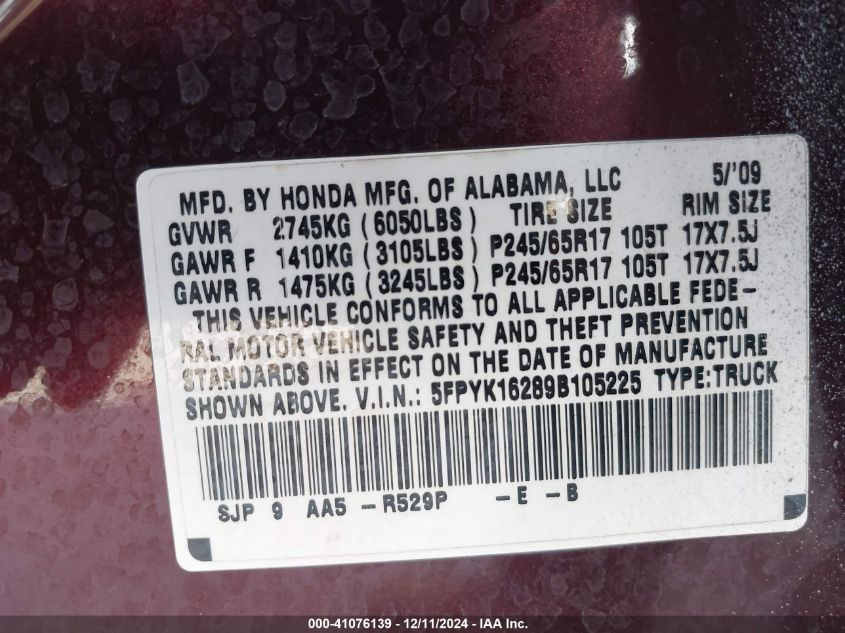 MFD. BY HONDA MFG. OF ALABAMA, LLC 5/'09
GVWR 2745KG (6050LBS) TIRE SIZE RIM SIZE
GAWR F 1410KG (3105LBS) P245/65R17 105T 17X7.5J
GAWR R 1475KG (3245LBS) P245/65R17 105T 17X7.5J
THIS VEHICLE CONFORMS TO ALL APPLICABLE FEDE-
RAL MOTOR VEHICLE SAFETY AND THEFT PREVENTION
STANDARDS IN EFFECT ON THE DATE OF MANUFACTURE
SHOWN ABOVE. V.I.N.: 5FPYK16289B105225 TYPE:TRUCK
SJP 9 AA5 -R529P -E -B
000-41076139 - 12/11/2024 - IAAI.com